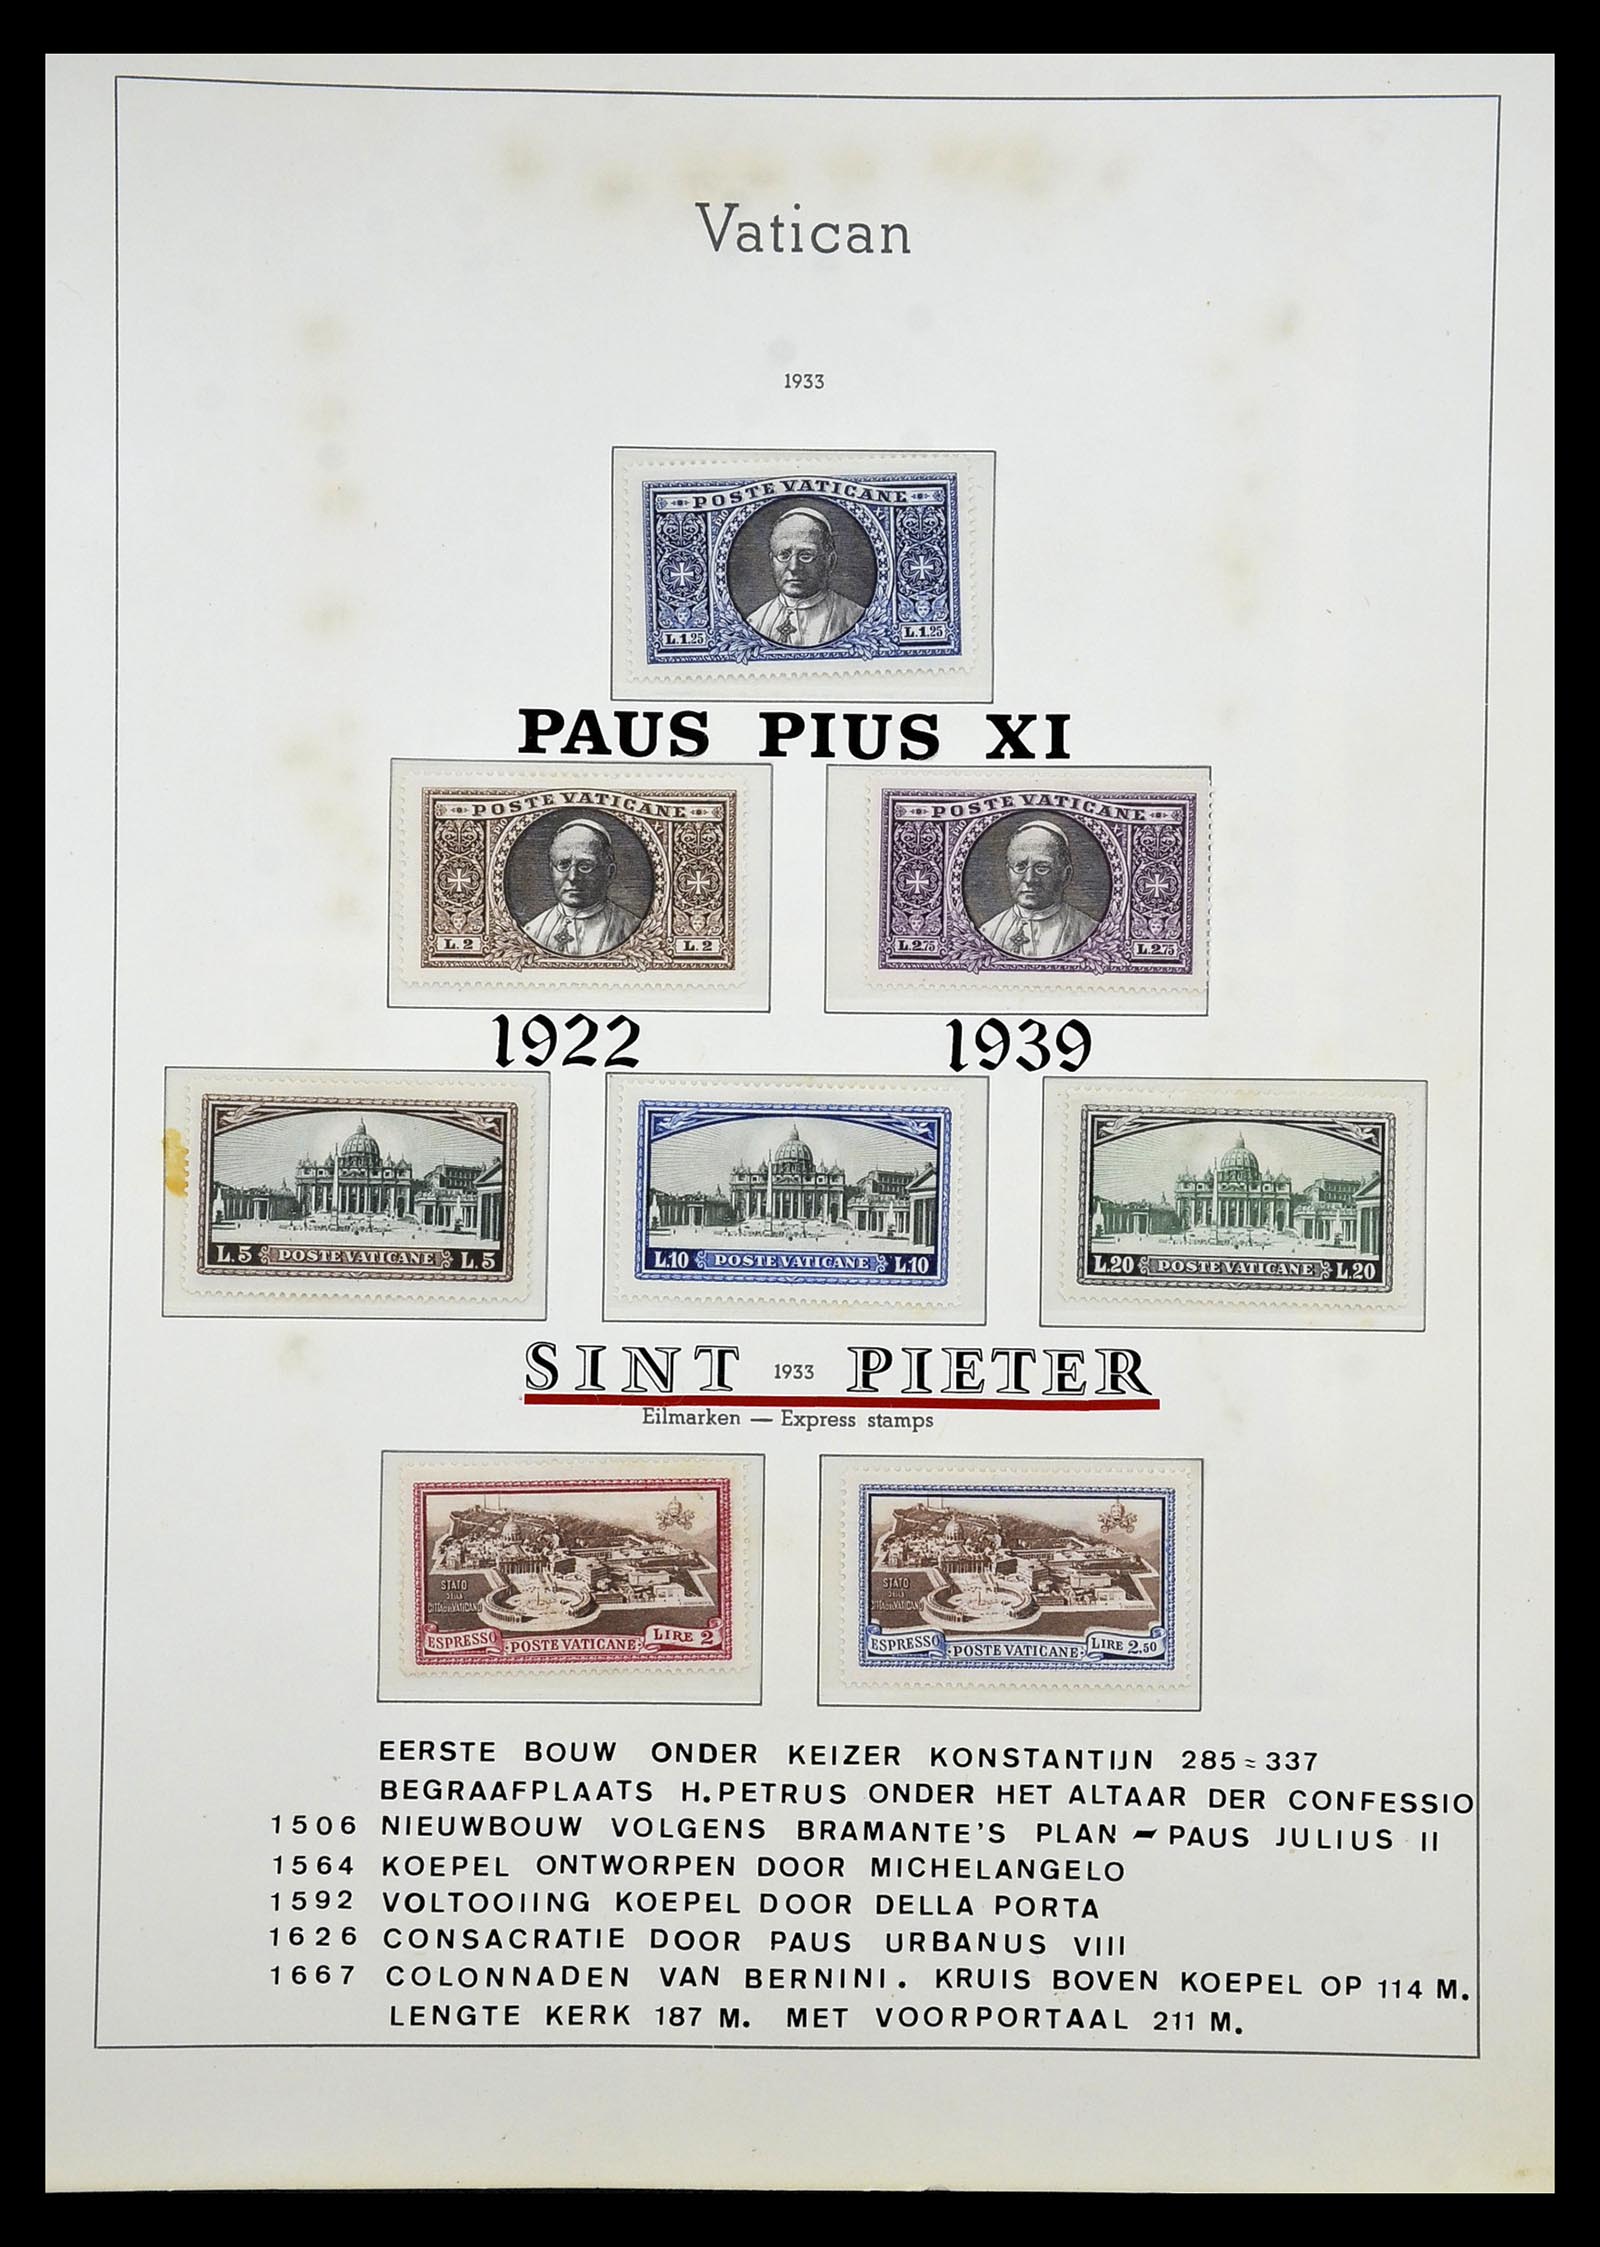 Vatican
1933
POSTE VATICANE
L.1.25 L.1.25
PAUS PIUS XI
POSTE VATICANE
L.2 L.2
POSTE VATICANE
L.2.75 L.2.75
1922 1939
L.5 POSTE VATICANE L.5
L.10 POSTE VATICANE L.10
L.20 POSTE VATICANE L.20
SINT 1933 PIETER
Eilmarken — Express stamps
STATO
DELLA
CITTÀ DEL VATICANO
ESPRESSO · POSTE VATICANE · LIRE 2
STATO
DELLA
CITTÀ DEL VATICANO
ESPRESSO · POSTE VATICANE · LIRE 2,50
EERSTE BOUW ONDER KEIZER KONSTANTIJN 285 = 337
BEGRAAFPLAATS H. PETRUS ONDER HET ALTAAR DER CONFESSIO
1506 NIEUWBOUW VOLGENS BRAMANTE'S PLAN - PAUS JULIUS II
1564 KOEPEL ONTWORPEN DOOR MICHELANGELO
1592 VOLTOOIING KOEPEL DOOR DELLA PORTA
1626 CONSACRATIE DOOR PAUS URBANUS VIII
1667 COLONNADEN VAN BERNINI. KRUIS BOVEN KOEPEL OP 114 M.
LENGTE KERK 187 M. MET VOORPORTAAL 211 M.